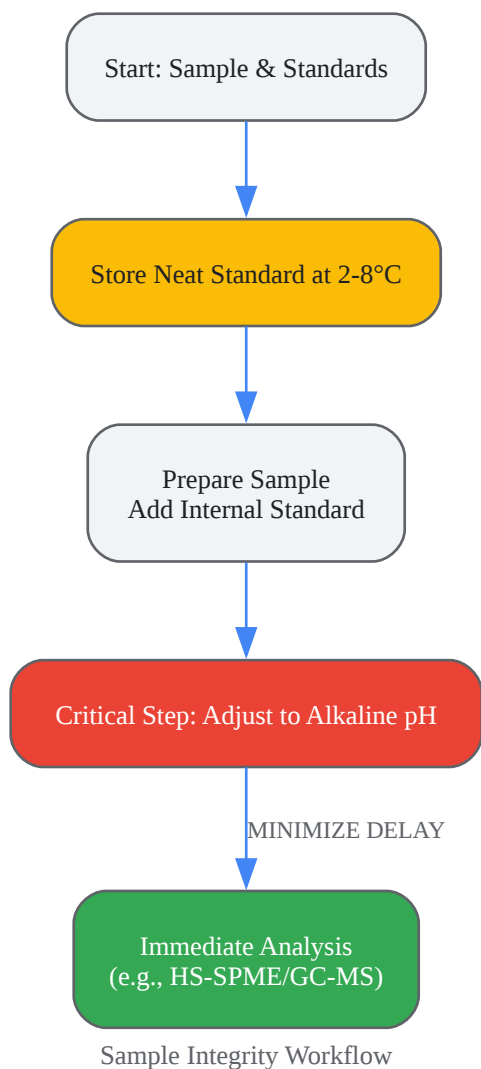 Start: Sample & Standards
Store Neat Standard at 2-8°C
Prepare Sample
Add Internal Standard
Critical Step: Adjust to Alkaline pH
MINIMIZE DELAY
Immediate Analysis
(e.g., HS-SPME/GC-MS)
Sample Integrity Workflow